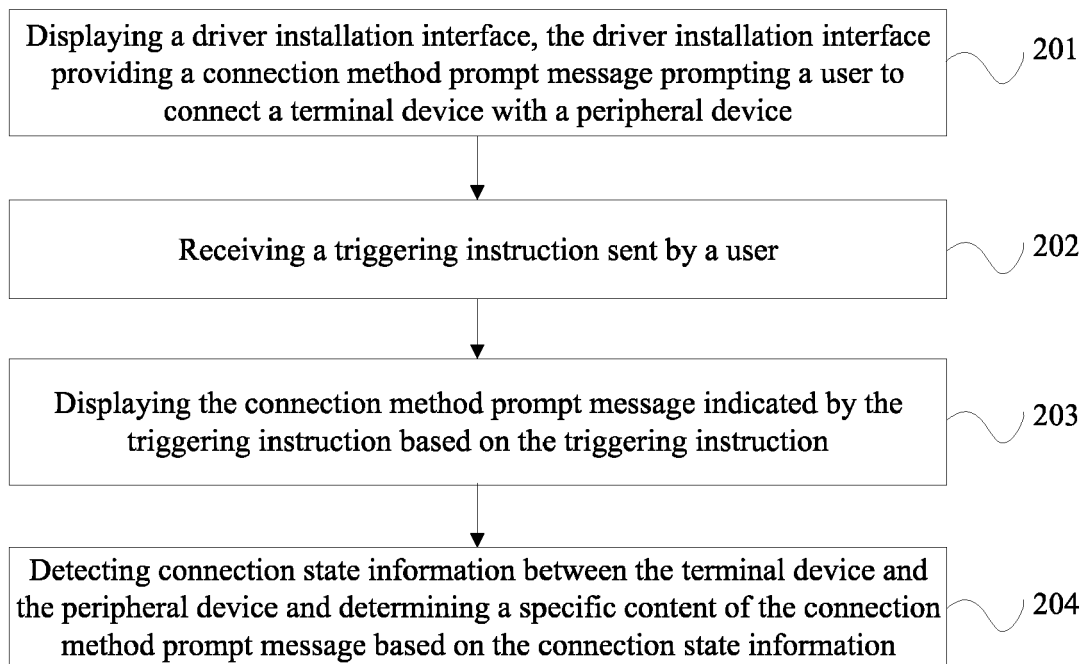 Displaying a driver installation interface, the driver installation interface
providing a connection method prompt message prompting a user to
connect a terminal device with a peripheral device
201
Receiving a triggering instruction sent by a user
202
Displaying the connection method prompt message indicated by the
triggering instruction based on the triggering instruction
203
Detecting connection state information between the terminal device and
the peripheral device and determining a specific content of the connection
method prompt message based on the connection state information
204